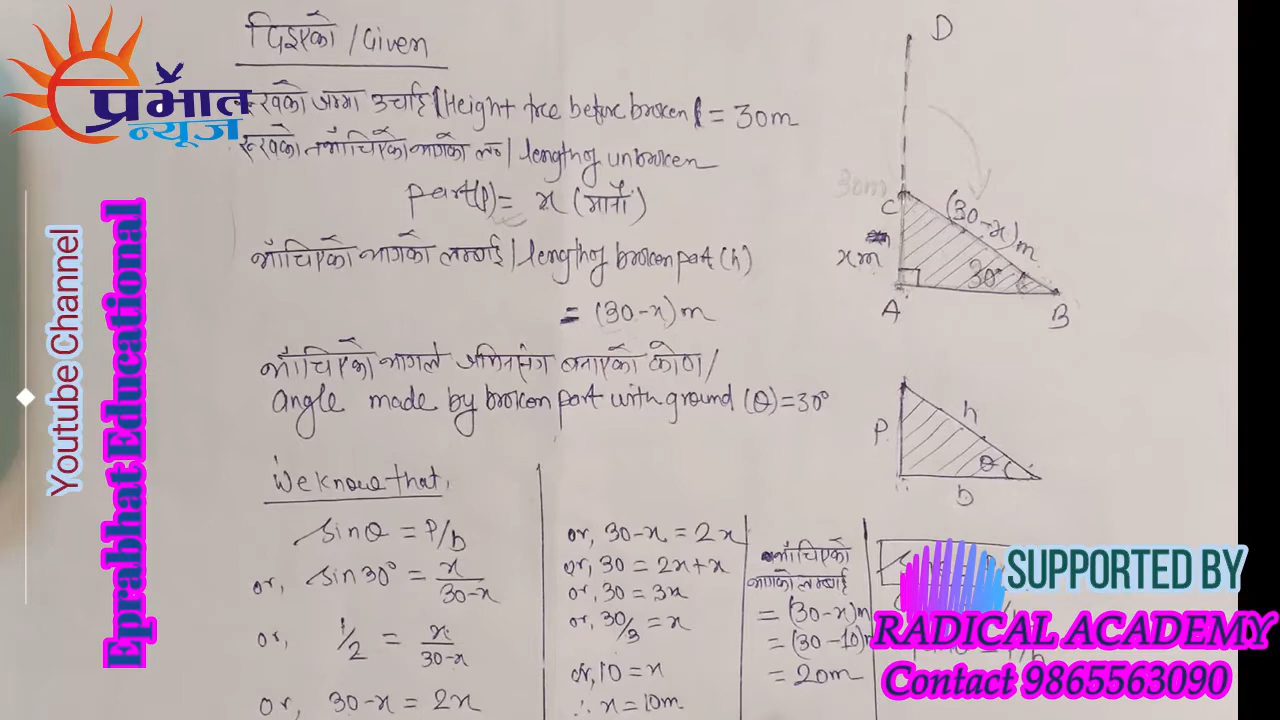 दिइएको / Given
रूखको जम्मा उचाई / Height tree before broken l = 30m
रूखको नभाँचिएको भागको लम् / length of unbroken
part(p) = x (मानौं)
भाँचिएको भागको लम्बाई / length of broken part (h)
= (30-x)m
भाँचिएको भागले जमिनसंग बनाएको कोण /
angle made by broken part with ground (θ) = 30°
We know that,
sinθ = P/b
or, sin30° = x/30-x
or, 1/2 = x/30-x
or, 30-x = 2x
or, 30-x = 2x
or, 30 = 2x+x
or, 30 = 3x
or, 30/3 = x
or, 10 = x
∴ x = 10m
भाँचिएको
भागको लम्बाई
= (30-x)m
= (30-10)m
= 20m
D
30m
C
(30-x)m
xm
30°
A
B
P
h
θ
b
प्रभात
न्यूज
Youtube Channel
Eprabhat Educational
SUPPORTED BY
RADICAL ACADEMY
Contact 9865563090